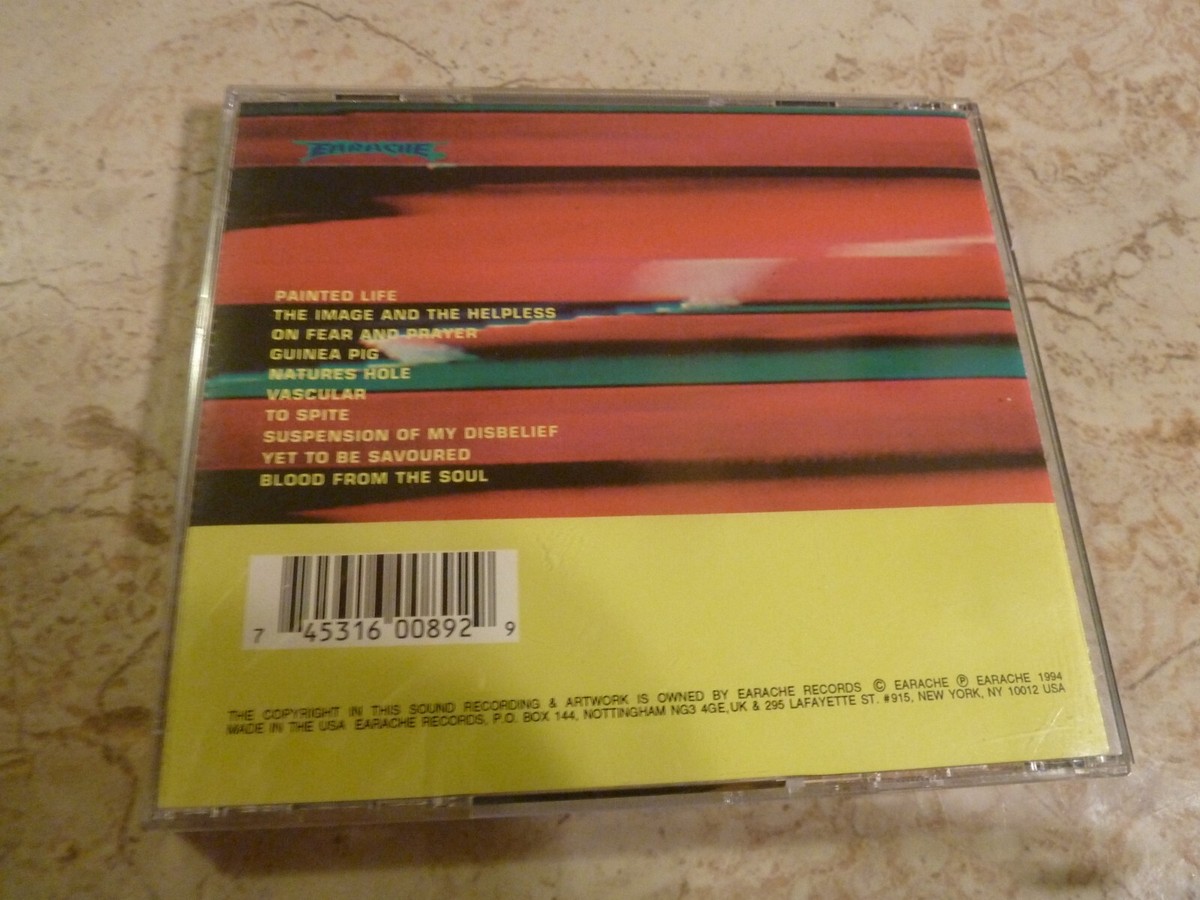 EARACHE
PAINTED LIFE
THE IMAGE AND THE HELPLESS
ON FEAR AND PRAYER
GUINEA PIG
NATURES HOLE
VASCULAR
TO SPITE
SUSPENSION OF MY DISBELIEF
YET TO BE SAVOURED
BLOOD FROM THE SOUL
7 45316 00892 9
THE COPYRIGHT IN THIS SOUND RECORDING & ARTWORK IS OWNED BY EARACHE RECORDS © EARACHE ℗ EARACHE 1994
MADE IN THE USA EARACHE RECORDS, P.O. BOX 144, NOTTINGHAM NG3 4GE, UK & 295 LAFAYETTE ST. #915, NEW YORK, NY 10012 USA